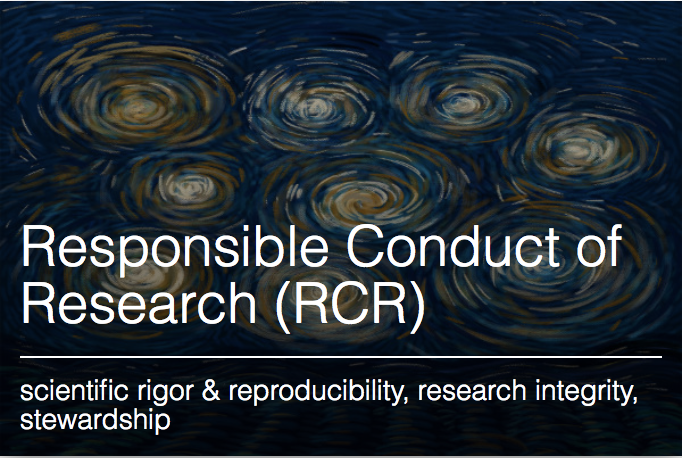 Responsible Conduct of
Research (RCR)
scientific rigor & reproducibility, research integrity,
stewardship